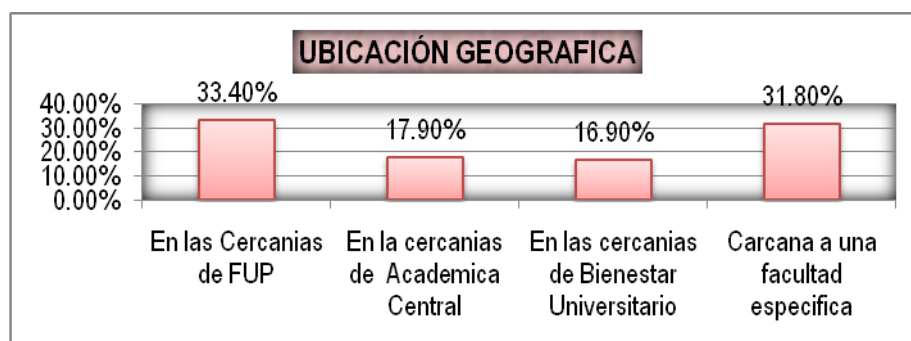 UBICACIÓN GEOGRAFICA
33.40%
17.90%
16.90%
31.80%
40.00%
30.00%
20.00%
10.00%
0.00%
En las Cercanias
de FUP
En la cercanias
de Academica
Central
En las cercanias
de Bienestar
Universitario
Carcana a una
facultad
especifica